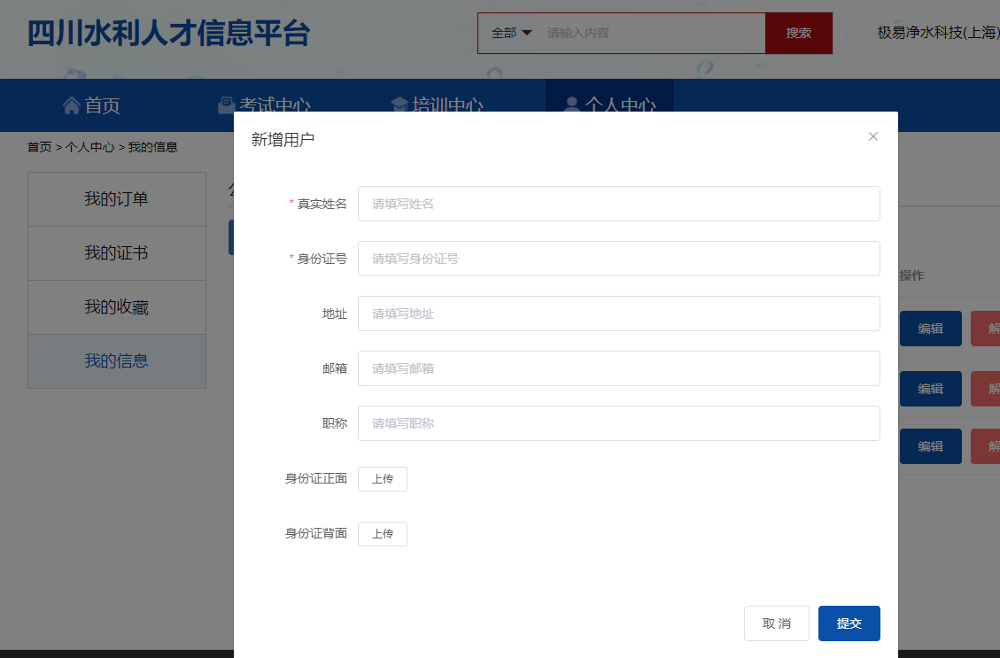 四川水利人才信息平台
全部 请输入内容 搜索 极易净水科技(上海)
首页 考试中心 培训中心 个人中心
首页 > 个人中心 > 我的信息
我的订单
我的证书
我的收藏
我的信息
新增用户
* 真实姓名 请填写姓名
* 身份证号 请填写身份证号
地址 请填写地址
邮箱 请填写邮箱
职称 请填写职称
身份证正面 上传
身份证背面 上传
取 消 提交
操作
编辑 解
编辑 解
编辑 解